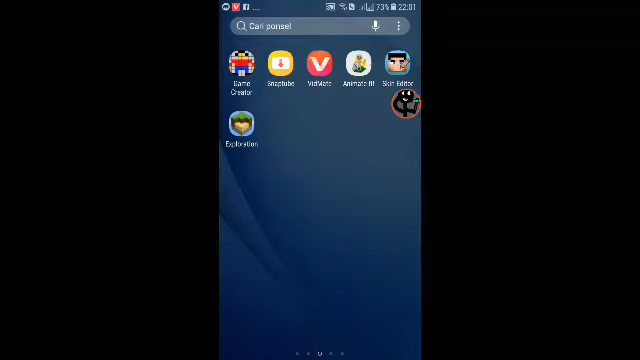 ... 73% 22:01
Cari ponsel
Game Creator
Snaptube
VidMate
Animate It!
Skin Editor
Exploration